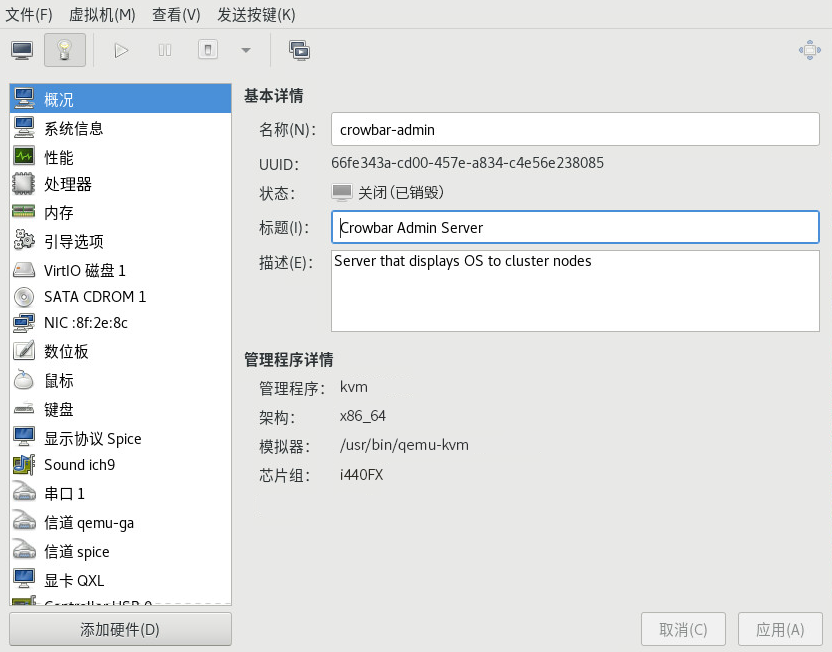 文件(F) 虚拟机(M) 查看(V) 发送按键(K)
概况
系统信息
性能
处理器
内存
引导选项
VirtIO 磁盘 1
SATA CDROM 1
NIC :8f:2e:8c
数位板
鼠标
键盘
显示协议 Spice
Sound ich9
串口 1
信道 qemu-ga
信道 spice
显卡 QXL
Controller USB 0
添加硬件(D)
基本详情
名称(N): crowbar-admin
UUID: 66fe343a-cd00-457e-a834-c4e56e238085
状态: 关闭(已销毁)
标题(I): Crowbar Admin Server
描述(E): Server that displays OS to cluster nodes
管理程序详情
管理程序: kvm
架构: x86_64
模拟器: /usr/bin/qemu-kvm
芯片组: i440FX
取消(C) 应用(A)